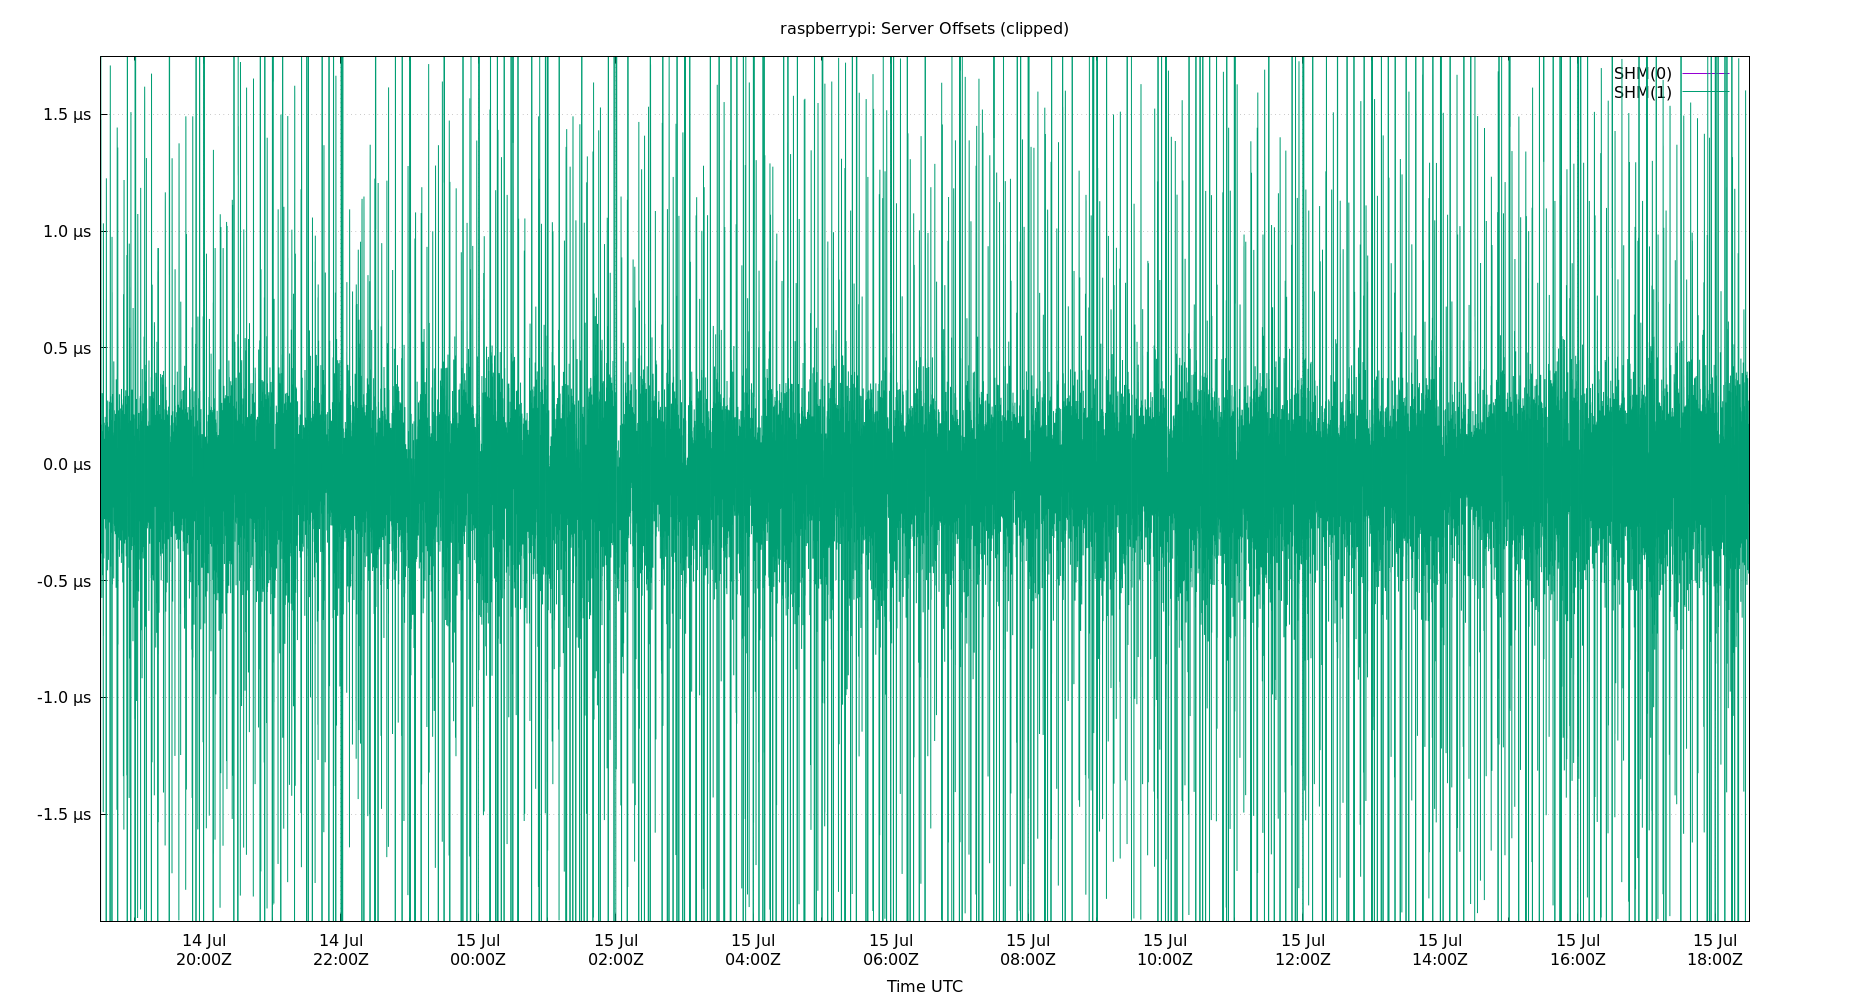 raspberrypi: Server Offsets (clipped)
SHM(0)
SHM(1)
1.5 µs
1.0 µs
0.5 µs
0.0 µs
-0.5 µs
-1.0 µs
-1.5 µs
14 Jul 14 Jul 15 Jul 15 Jul 15 Jul 15 Jul 15 Jul 15 Jul 15 Jul 15 Jul 15 Jul 15 Jul
20:00Z 22:00Z 00:00Z 02:00Z 04:00Z 06:00Z 08:00Z 10:00Z 12:00Z 14:00Z 16:00Z 18:00Z
Time UTC